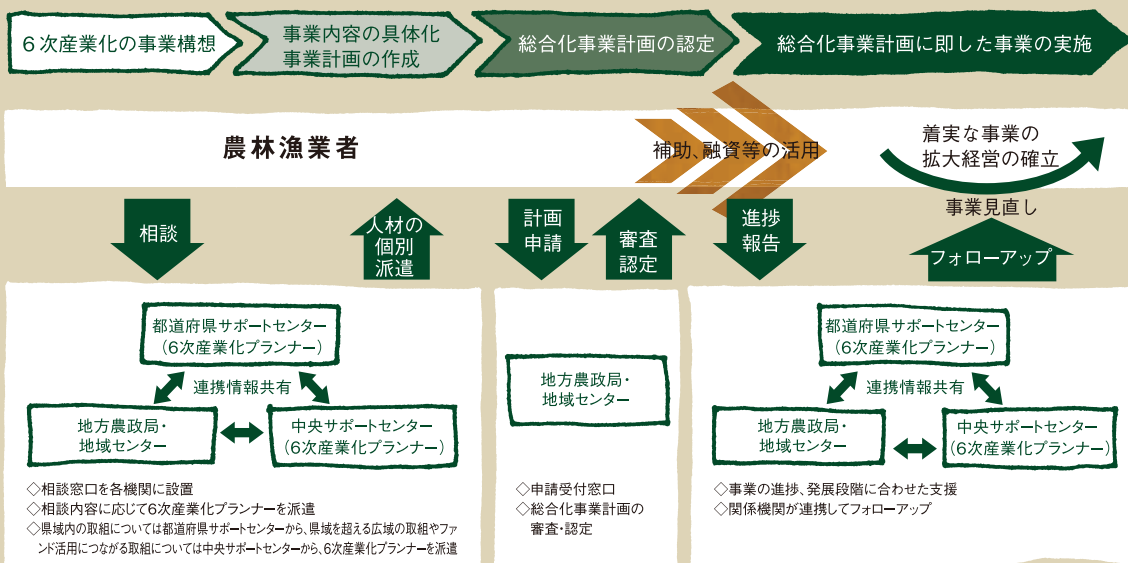 6次産業化の事業構想
事業内容の具体化
事業計画の作成
総合化事業計画の認定
総合化事業計画に即した事業の実施
農林漁業者
補助、融資等の活用
着実な事業の
拡大経営の確立
事業見直し
相談
人材の
個別
派遣
計画
申請
審査
認定
進捗
報告
フォローアップ
都道府県サポートセンター
(6次産業化プランナー)
連携情報共有
地方農政局・
地域センター
中央サポートセンター
(6次産業化プランナー)
◇相談窓口を各機関に設置
◇相談内容に応じて6次産業化プランナーを派遣
◇県域内の取組については都道府県サポートセンターから、県域を超える広域の取組やファ
ンド活用につながる取組については中央サポートセンターから、6次産業化プランナーを派遣
地方農政局・
地域センター
◇申請受付窓口
◇総合化事業計画の
審査・認定
都道府県サポートセンター
(6次産業化プランナー)
連携情報共有
地方農政局・
地域センター
中央サポートセンター
(6次産業化プランナー)
◇事業の進捗、発展段階に合わせた支援
◇関係機関が連携してフォローアップ